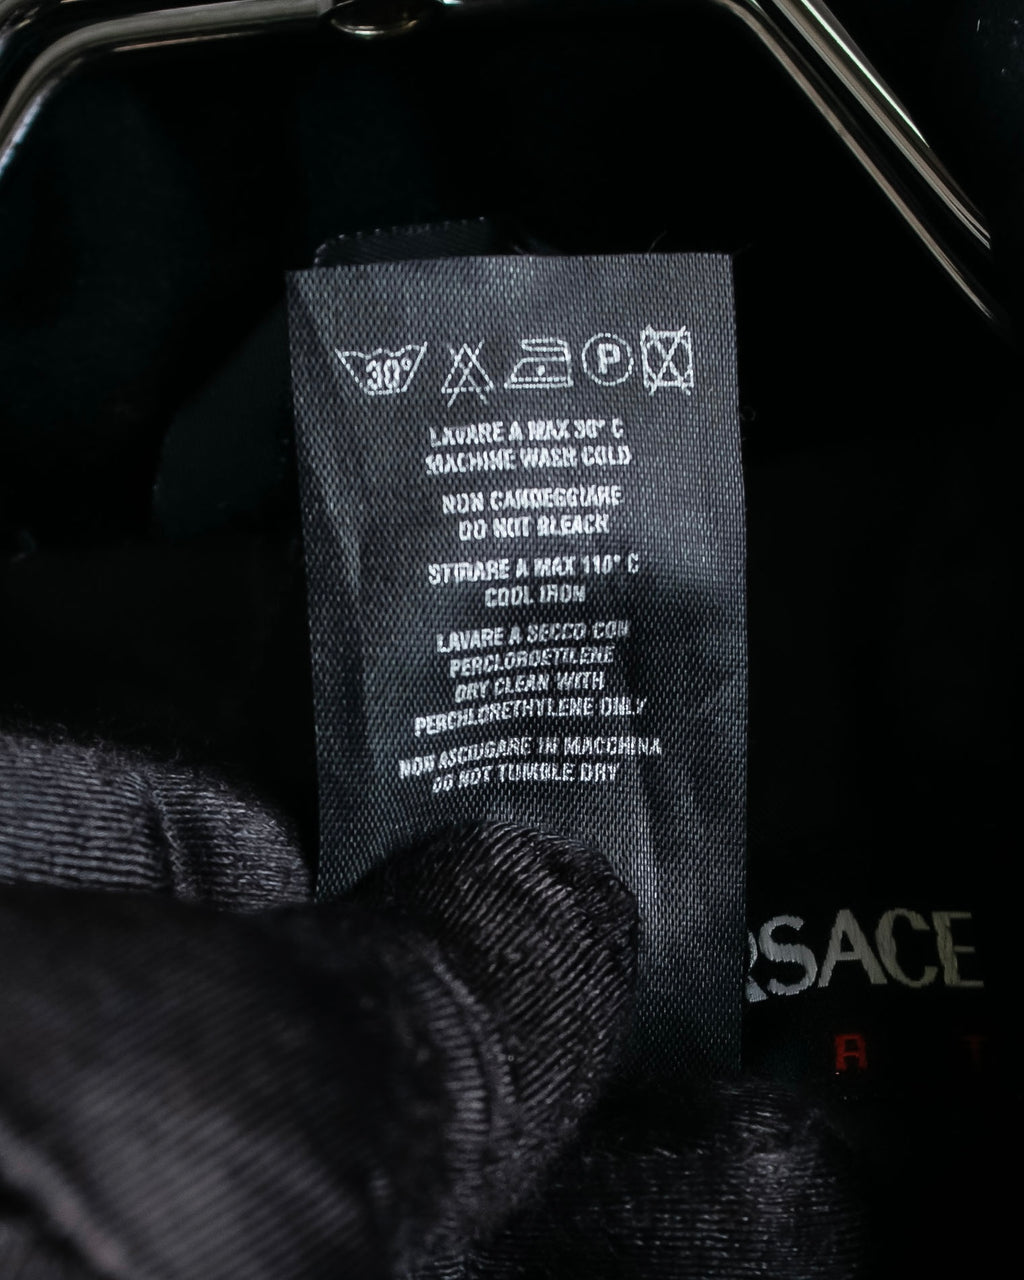 30°
P
LAVARE A MAX 30° C
MACHINE WASH COLD
NON CANDEGGIARE
DO NOT BLEACH
STIRARE A MAX 110° C
COOL IRON
LAVARE A SECCO CON
PERCLOROETILENE
DRY CLEAN WITH
PERCHLORETHYLENE ONLY
NON ASCIUGARE IN MACCHINA
DO NOT TUMBLE DRY
RSACE
A T